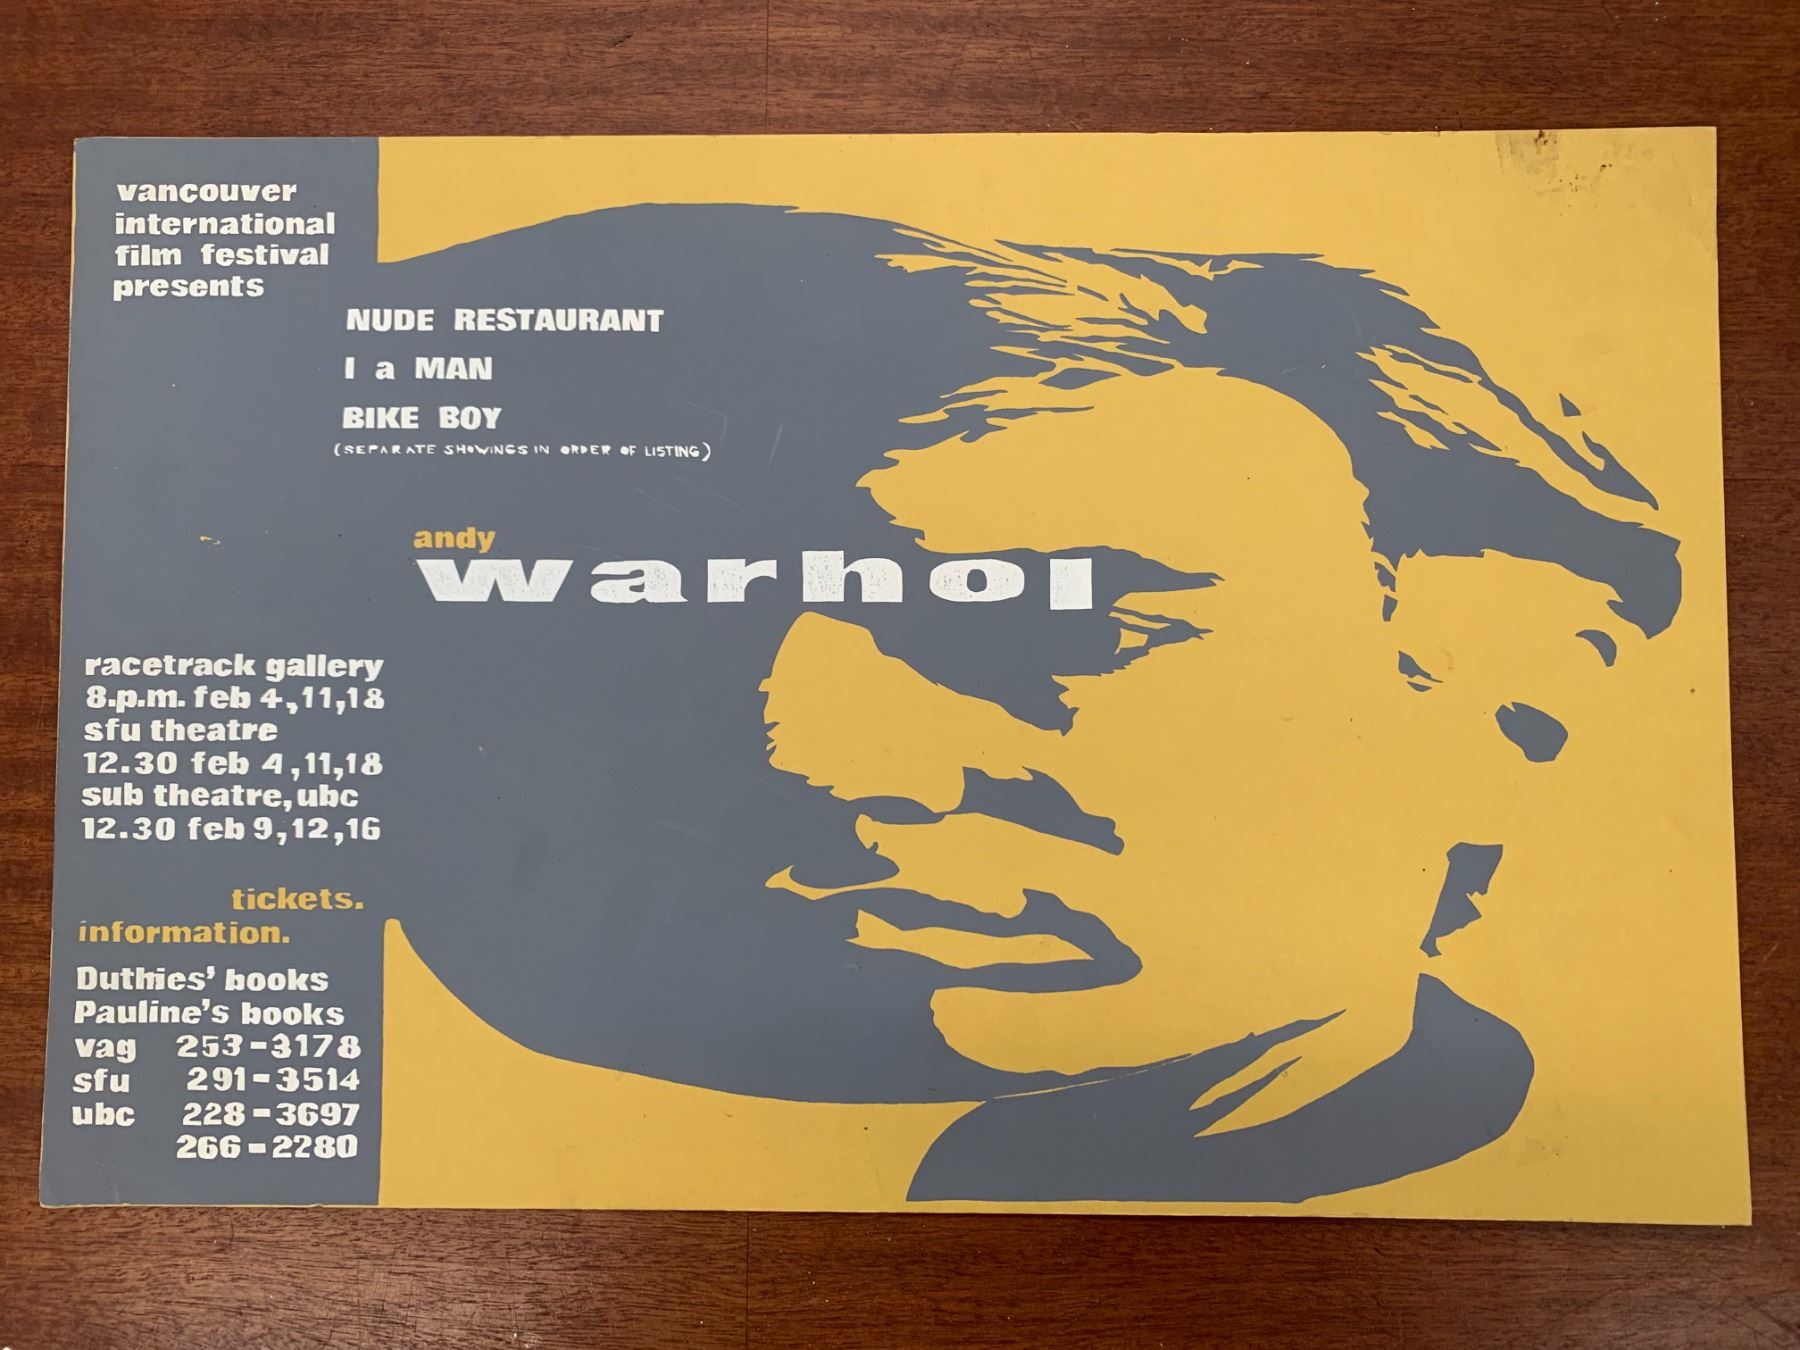 vancouver
international
film festival
presents
NUDE RESTAURANT
I a MAN
BIKE BOY
(SEPARATE SHOWINGS IN ORDER OF LISTING)
andy
warhol
racetrack gallery
8.p.m. feb 4,11,18
sfu theatre
12.30 feb 4,11,18
sub theatre,ubc
12.30 feb 9,12,16
tickets.
information.
Duthies' books
Pauline's books
vag 253-3178
sfu 291-3514
ubc 228-3697
266-2280